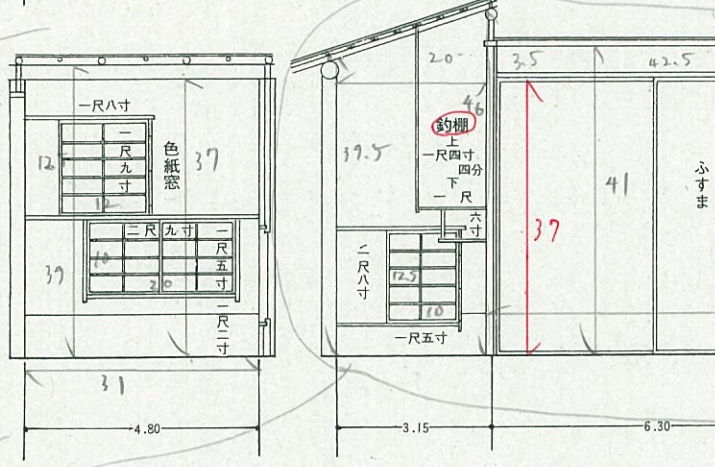 一尺八寸
一尺九寸
色紙窓
37
12
39
二尺九寸
一尺五寸
10
20
一尺二寸
31
4.80
20
46
釣棚
上
一尺四寸
四分
下
一尺
六寸
39.5
二尺八寸
12.5
10
一尺五寸
3.15
3.5
42.5
37
41
ふすま
6.30